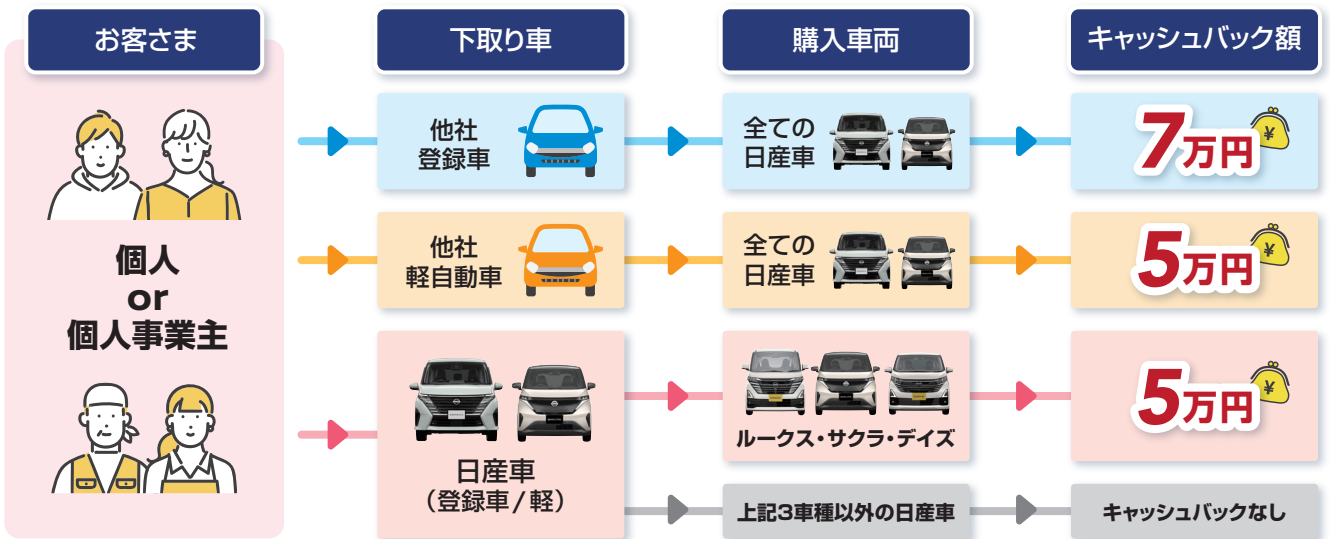 お客さま
下取り車
購入車両
キャッシュバック額
個人
or
個人事業主
他社
登録車
全ての
日産車
7万円
¥
他社
軽自動車
全ての
日産車
5万円
¥
日産車
(登録車/軽)
ルークス・サクラ・デイズ
5万円
¥
上記3車種以外の日産車
キャッシュバックなし